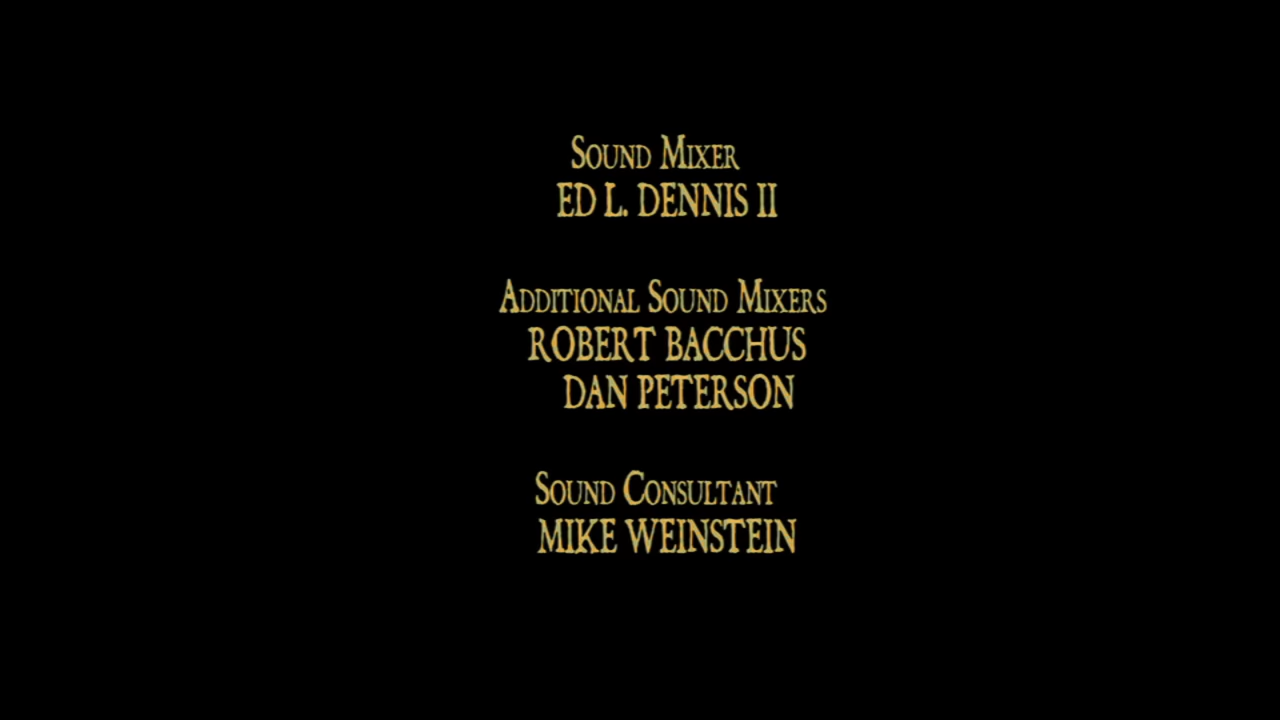 Sound Mixer
ED L. DENNIS II
Additional Sound Mixers
ROBERT BACCHUS
DAN PETERSON
Sound Consultant
MIKE WEINSTEIN